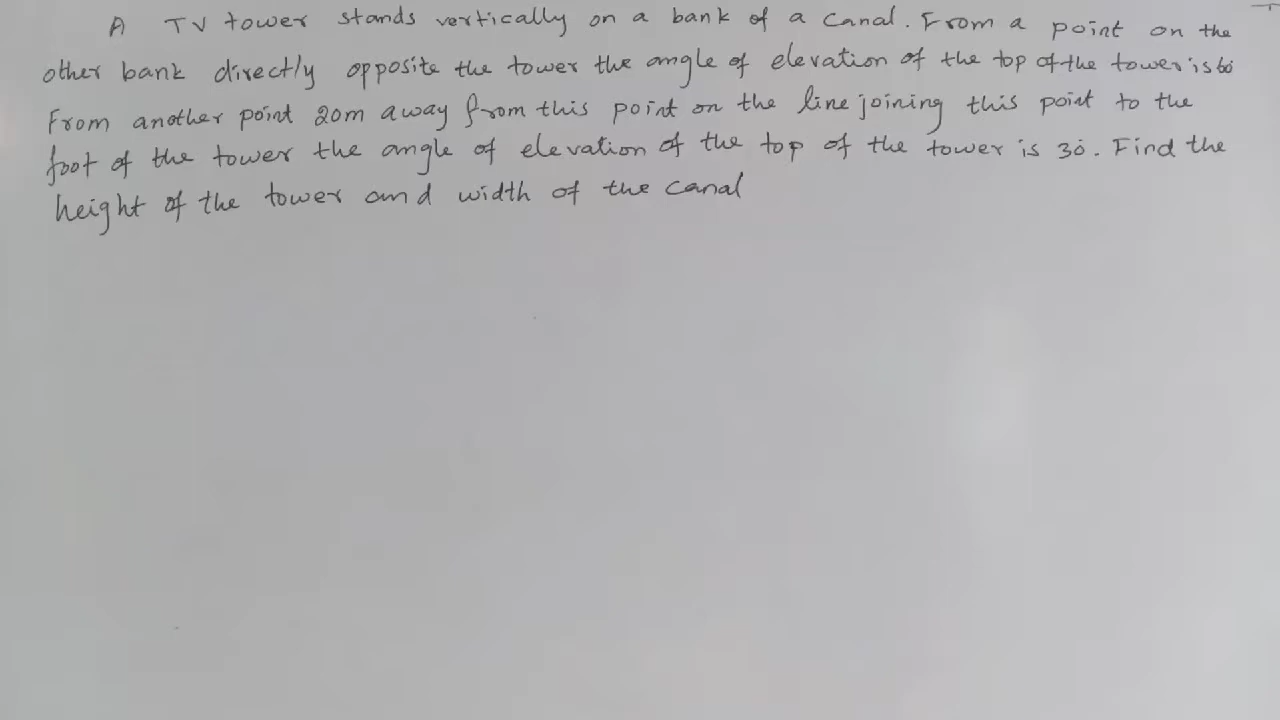 A TV tower stands vertically on a bank of a canal. From a point on the
other bank directly opposite the tower the angle of elevation of the top of the tower is 60°
From another point 20m away from this point on the line joining this point to the
foot of the tower the angle of elevation of the top of the tower is 30°. Find the
height of the tower and width of the canal